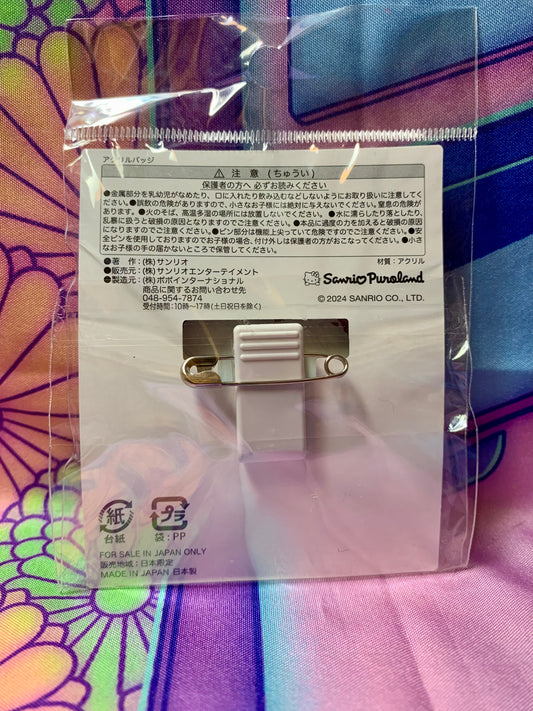 アクリルバッジ
⚠ 注 意 (ちゅうい)
保護者の方へ 必ずお読みください
●金属部分を乳幼児がなめたり、口に入れたり飲み込むなどしないようにお取り扱いに注意してく
ださい。●誤飲の危険がありますので、小さなお子様には絶対に与えないでください。窒息の危険が
あります。●火のそば、高温多湿の場所には放置しないでください。 ●水に濡らしたり落としたり、
乱暴に扱うと破損の原因となりますのでご注意ください。●本品に過度の力を加えると破損の原因
になりますのでご注意ください。●ピン部分は機能上尖っていて危険ですのでご注意ください。●安
全ピンを使用しておりますのでお子様の場合、付け外しは保護者の方がおこなってください。●小さ
なお子様の手の届かないところで保管してください。
●著 作：(株)サンリオ
材質：アクリル
●販売元：(株)サンリオエンターテイメント
●製造元：(株)ポポインターナショナル
商品に関するお問い合わせ先
048-954-7874
受付時間：10時～17時(土日祝日を除く)
Sanrio Puroland
© 2024 SANRIO CO., LTD.
紙
台紙
プラ
袋：PP
FOR SALE IN JAPAN ONLY
販売地域：日本限定
MADE IN JAPAN 日本製